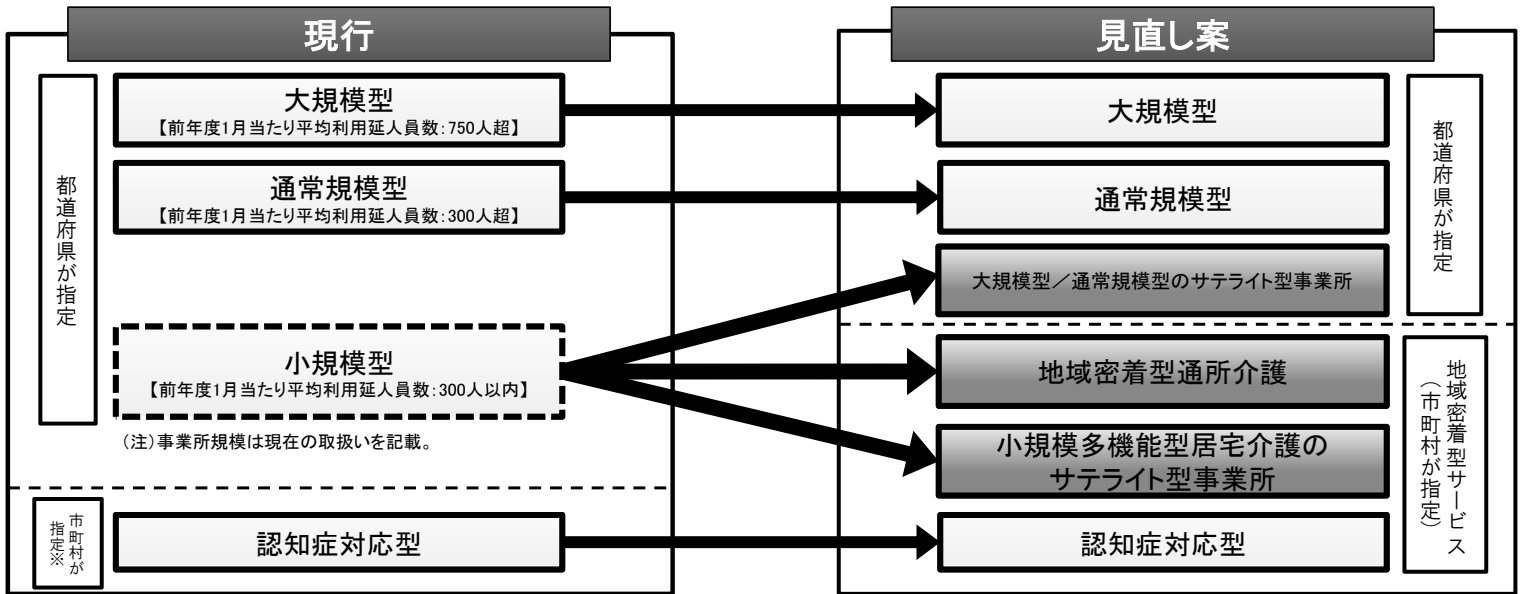 現行
都道府県が指定
大規模型
【前年度1月当たり平均利用延人員数:750人超】
通常規模型
【前年度1月当たり平均利用延人員数:300人超】
小規模型
【前年度1月当たり平均利用延人員数:300人以内】
(注)事業所規模は現在の取扱いを記載。
市町村が
指定※
認知症対応型
見直し案
大規模型
通常規模型
大規模型/通常規模型のサテライト型事業所
都道府県が指定
地域密着型通所介護
小規模多機能型居宅介護の
サテライト型事業所
認知症対応型
地域密着型サービス
(市町村が指定)